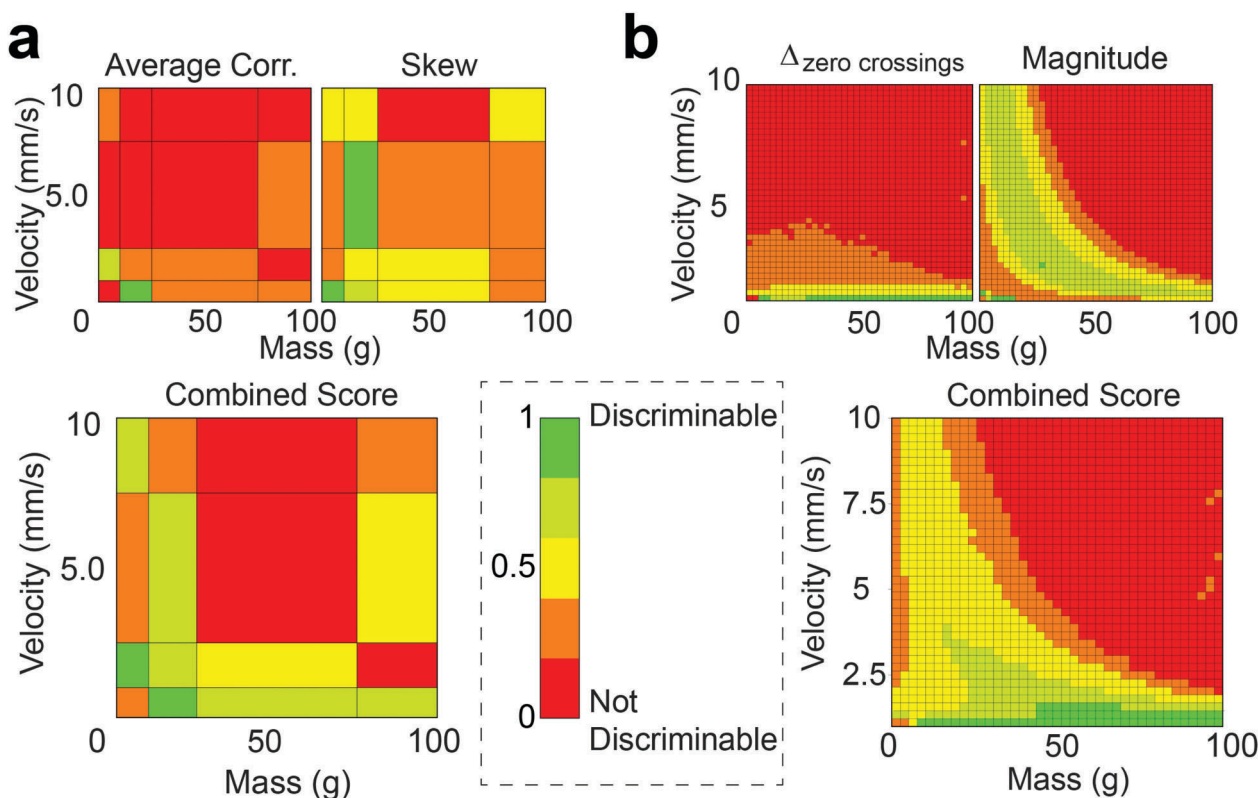 a
Average Corr.
Skew
Velocity (mm/s)
10
5.0
0
0
50
100
50
100
Mass (g)
b
Δzero crossings
Magnitude
Velocity (mm/s)
10
5
0
50
100
50
100
Mass (g)
Combined Score
Velocity (mm/s)
10
5.0
0
0
50
100
Mass (g)
1
Discriminable
0.5
0
Not
Discriminable
Combined Score
Velocity (mm/s)
10
7.5
5
2.5
0
50
100
Mass (g)